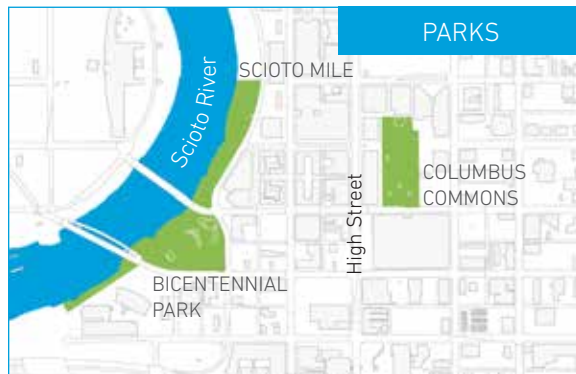 PARKS
SCIOTO MILE
Scioto River
High Street
COLUMBUS
COMMONS
BICENTENNIAL
PARK